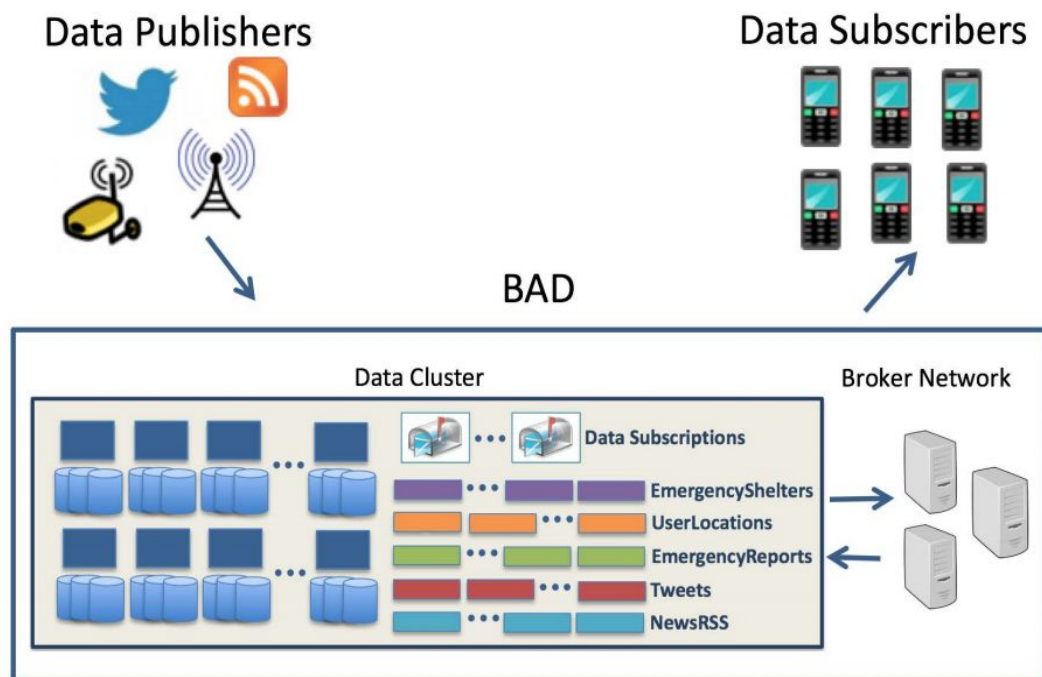 Data Publishers
Data Subscribers
BAD
Data Cluster
Broker Network
Data Subscriptions
EmergencyShelters
UserLocations
EmergencyReports
Tweets
NewsRSS